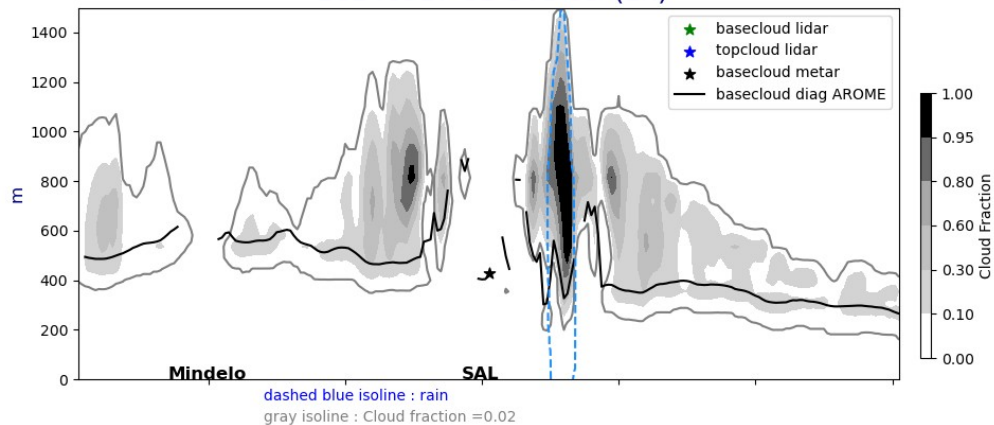 1400
basecloud lidar
topcloud lidar
1200
basecloud metar
basecloud diag AROME
1.00
1000
0.95
800
0.80
m
600
0.60
Cloud Fraction
400
0.30
200
0.10
0
Mindelo
SAL
0.00
dashed blue isoline : rain
gray isoline : Cloud fraction =0.02